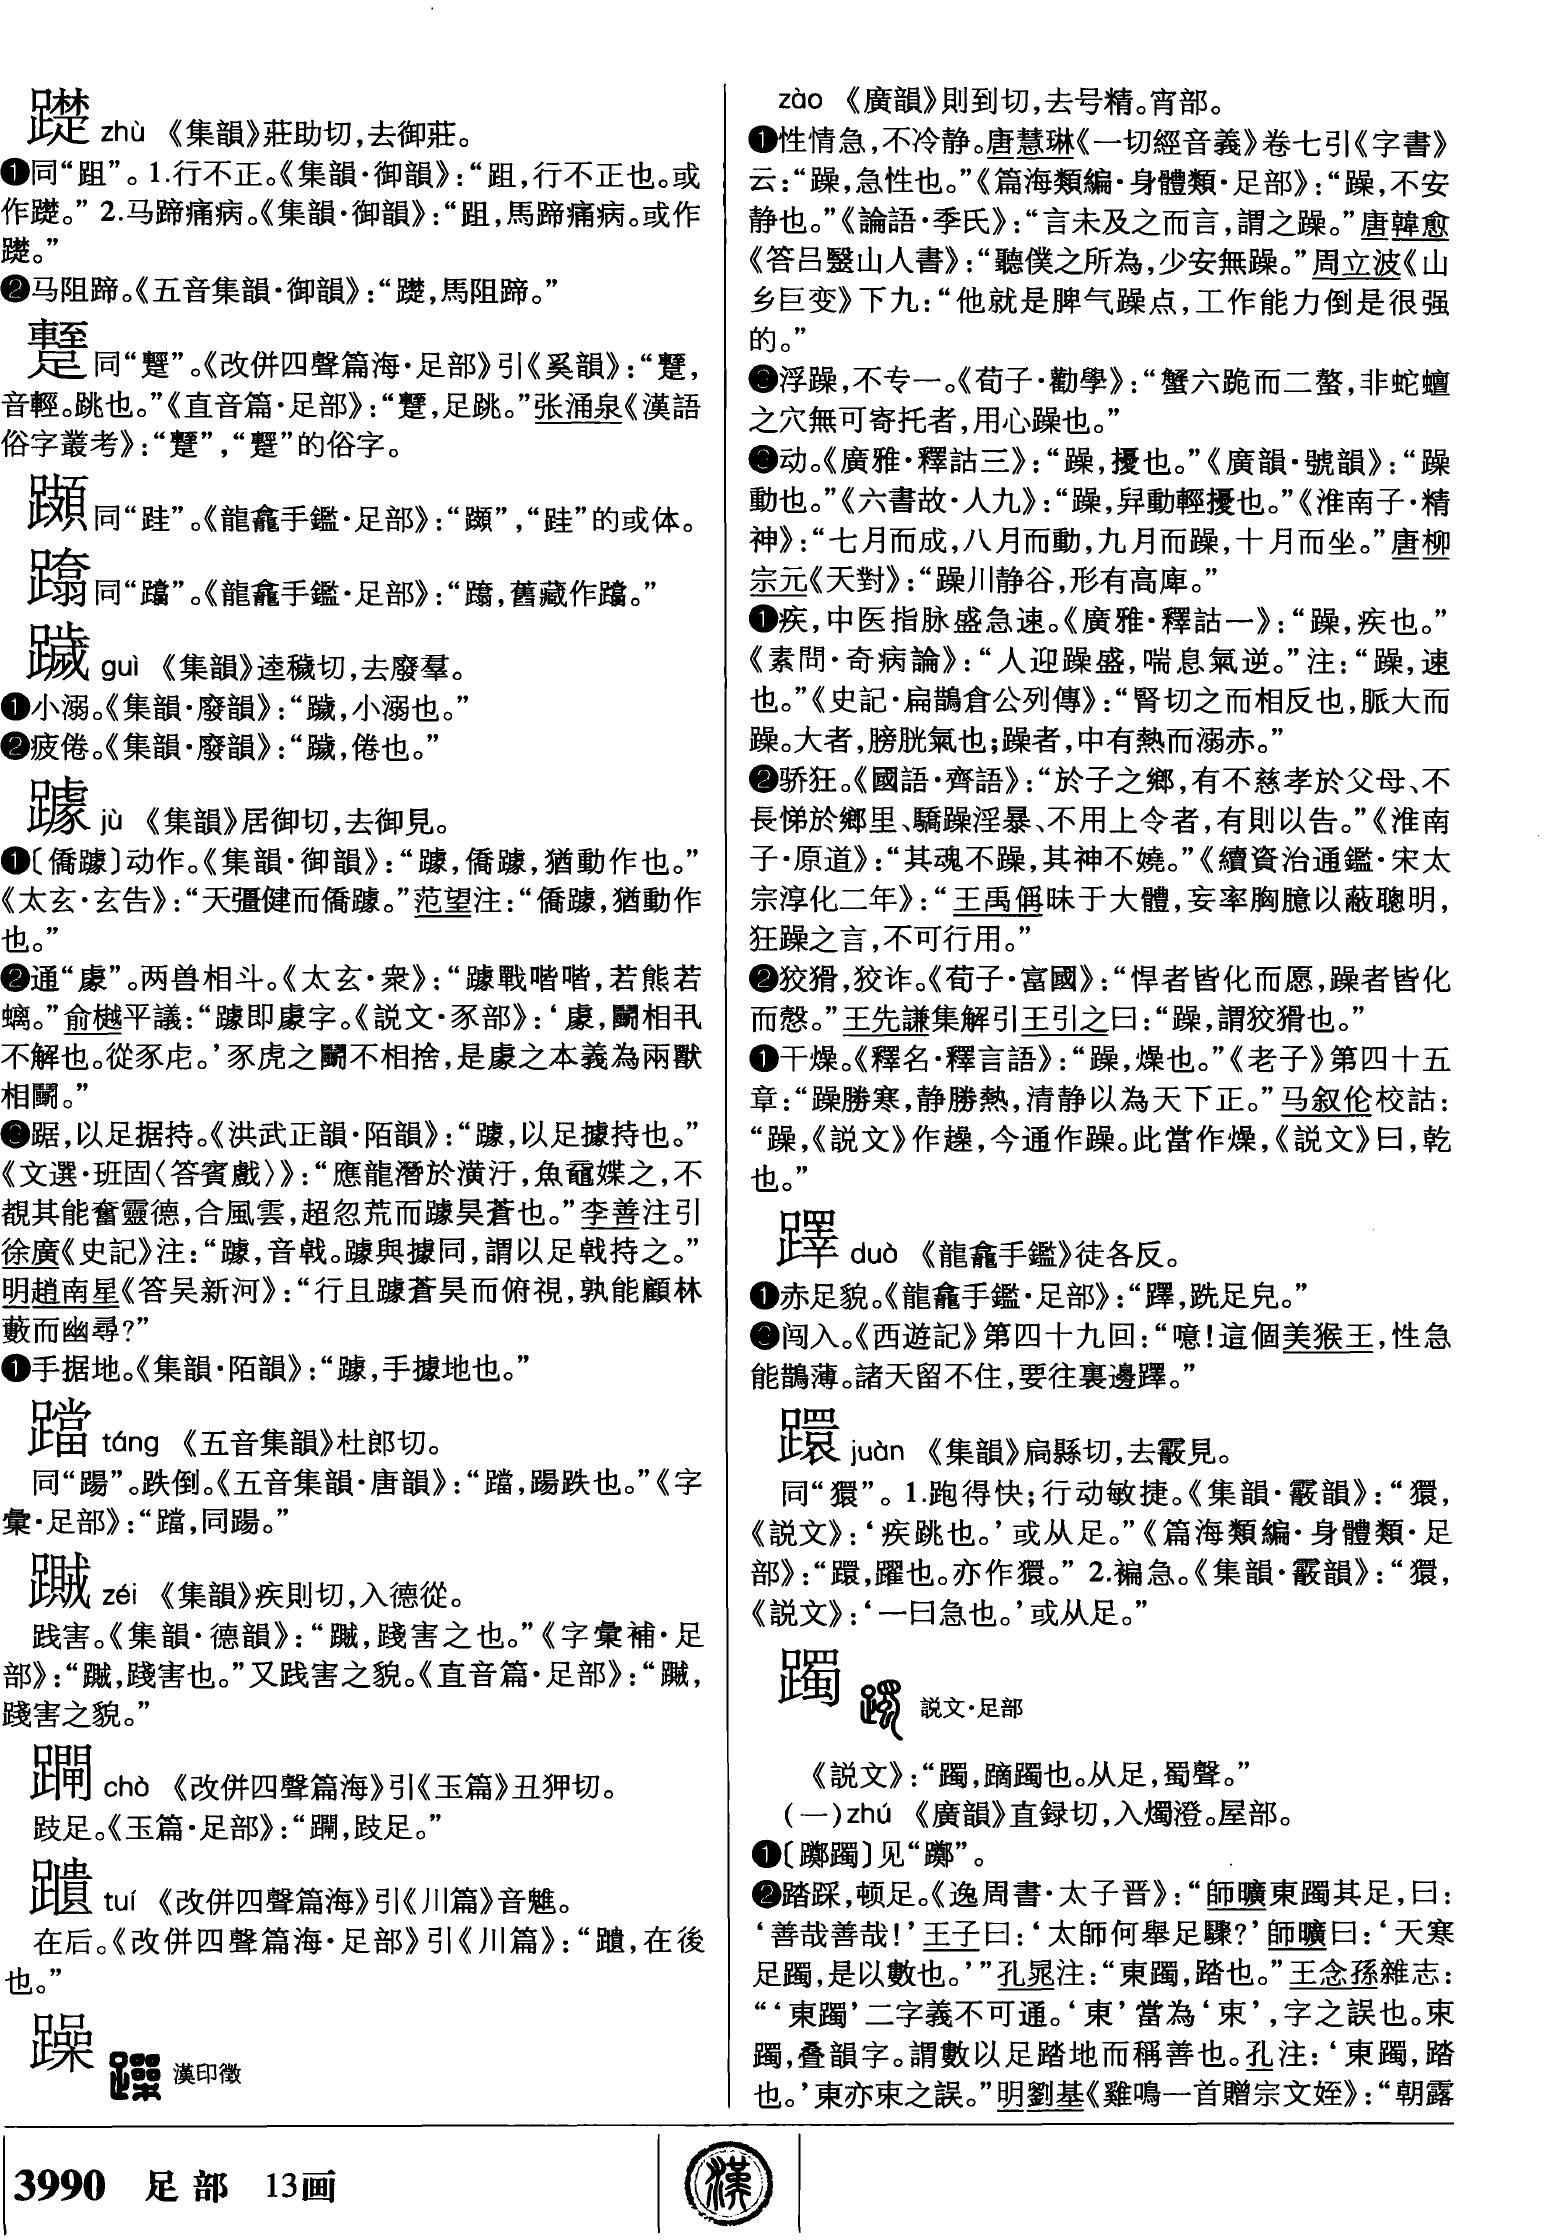 zhù 《集韻》莊助切，去御莊。
❶同“跙”。1.行不正。《集韻·御韻》：“跙，行不正也。或
作𨆙。” 2.马蹄痛病。《集韻·御韻》：“跙，馬蹄痛病。或作
❷马阻蹄。《五音集韻·御韻》：“，馬阻蹄。”
同“䠠”。《改併四聲篇海·足部》引《奚韻》：“，
音輕。跳也。”《直音篇·足部》：“，足跳。”张涌泉《漢語
俗字叢考》：“”，“”的俗字。
同“跬”。《龍龕手鑑·足部》：“”，“跬”的或体。
同“”。《龍龕手鑑·足部》：“，舊藏作。”
guì 《集韻》逵穢切，去廢羣。
❶小溺。《集韻·廢韻》：“，小溺也。”
❷疲倦。《集韻·廢韻》：“，倦也。”
躆 jù 《集韻》居御切，去御見。
❶〔僑躆〕动作。《集韻·御韻》：“躆，僑躆，猶動作也。”
《太玄·玄告》：“天彊健而僑躆。”范望注：“僑躆，猶動作
也。”
❷通“豦”。两兽相斗。《太玄·衆》：“躆戰喈喈，若熊若
螭。”俞樾平議：“躆即豦字。《説文·豕部》：‘豦，鬭相丮
不解也。從豕虍。’豕虎之鬭不相捨，是豦之本義為兩獸
相鬭。”
❸踞，以足据持。《洪武正韻·陌韻》：“躆，以足據持也。”
《文選·班固〈答賓戲〉》：“應龍潛於潢汙，魚黿媟之，不
覩其能奮靈德，合風雲，超忽荒而躆昊蒼也。”李善注引
徐廣《史記》注：“躆，音戟。躆與據同，謂以足戟持之。”
明趙南星《答吴新河》：“行且躆蒼昊而俯視，孰能顧林
藪而幽尋？”
❶手据地。《集韻·陌韻》：“躆，手據地也。”
蹚 táng 《五音集韻》杜郎切。
同“踼”。跌倒。《五音集韻·唐韻》：“，踼跌也。”《字
彙·足部》：“，同踼。”
zéi 《集韻》疾則切，入德從。
践害。《集韻·德韻》：“，踐害之也。”《字彙補·足
部》：“，踐害也。”又践害之貌。《直音篇·足部》：“，
踐害之貌。”
chò 《改併四聲篇海》引《玉篇》丑狎切。
跂足。《玉篇·足部》：“，跂足。”
tuí 《改併四聲篇海》引《川篇》音魋。
在后。《改併四聲篇海·足部》引《川篇》：“，在後
也。”
躁 漢印徵
zào 《廣韻》則到切，去号精。宵部。
❶性情急，不冷静。唐慧琳《一切經音義》卷七引《字書》
云：“躁，急性也。”《篇海類編·身體類·足部》：“躁，不安
静也。”《論語·季氏》：“言未及之而言，謂之躁。”唐韓愈
《答吕毉山人書》：“聽僕之所為，少安無躁。”周立波《山
乡巨变》下九：“他就是脾气躁点，工作能力倒是很强
的。”
❸浮躁，不专一。《荀子·勸學》：“蟹六跪而二螯，非蛇蟺
之穴無可寄托者，用心躁也。”
❸动。《廣雅·釋詁三》：“躁，擾也。”《廣韻·號韻》：“躁
動也。”《六書故·人九》：“躁，舁動輕擾也。”《淮南子·精
神》：“七月而成，八月而動，九月而躁，十月而坐。”唐柳
宗元《天對》：“躁川静谷，形有高庳。”
❶疾，中医指脉盛急速。《廣雅·釋詁一》：“躁，疾也。”
《素問·奇病論》：“人迎躁盛，喘息氣逆。”注：“躁，速
也。”《史記·扁鵲倉公列傳》：“腎切之而相反也，脈大而
躁。大者，膀胱氣也；躁者，中有熱而溺赤。”
❷骄狂。《國語·齊語》：“於子之鄉，有不慈孝於父母、不
長悌於鄉里、驕躁淫暴、不用上令者，有則以告。”《淮南
子·原道》：“其魂不躁，其神不嬈。”《續資治通鑑·宋太
宗淳化二年》：“王禹偁昧于大體，妄率胸臆以蔽聰明，
狂躁之言，不可行用。”
❷狡猾，狡诈。《荀子·富國》：“悍者皆化而愿，躁者皆化
而慤。”王先謙集解引王引之曰：“躁，謂狡猾也。”
❶干燥。《釋名·釋言語》：“躁，燥也。”《老子》第四十五
章：“躁勝寒，静勝熱，清静以為天下正。”马叙伦校詁：
“躁，《説文》作趮，今通作躁。此當作燥，《説文》曰，乾
也。”
𨆅 duò 《龍龕手鑑》徒各反。
❶赤足貌。《龍龕手鑑·足部》：“，跣足皃。”
❸闯入。《西遊記》第四十九回：“噫！這個美猴王，性急
能鵲薄。諸天留不住，要往裏邊。”
juàn 《集韻》扃縣切，去霰見。
同“獧”。1.跑得快；行动敏捷。《集韻·霰韻》：“獧，
《説文》：‘疾跳也。’或从足。”《篇海類編·身體類·足
部》：“，躍也。亦作獧。” 2.褊急。《集韻·霰韻》：“獧，
《説文》：‘一曰急也。’或从足。”
躅 説文·足部
《説文》：“躅，蹢躅也。从足，蜀聲。”
（一）zhú 《廣韻》直録切，入燭澄。屋部。
❶〔躑躅〕见“躑”。
❷踏踩，顿足。《逸周書·太子晋》：“師曠東躅其足，曰：
‘善哉善哉！’王子曰：‘太師何舉足驟？’師曠曰：‘天寒
足躅，是以數也。’”孔晁注：“東躅，踏也。”王念孫雜志：
“‘東躅’二字義不可通。‘東’當為‘朿’，字之誤也。朿
躅，叠韻字。謂數以足踏地而稱善也。孔注：‘東躅，踏
也。’東亦朿之誤。”明劉基《雞鳴一首贈宗文姪》：“朝露
3990 足部 13画
漢